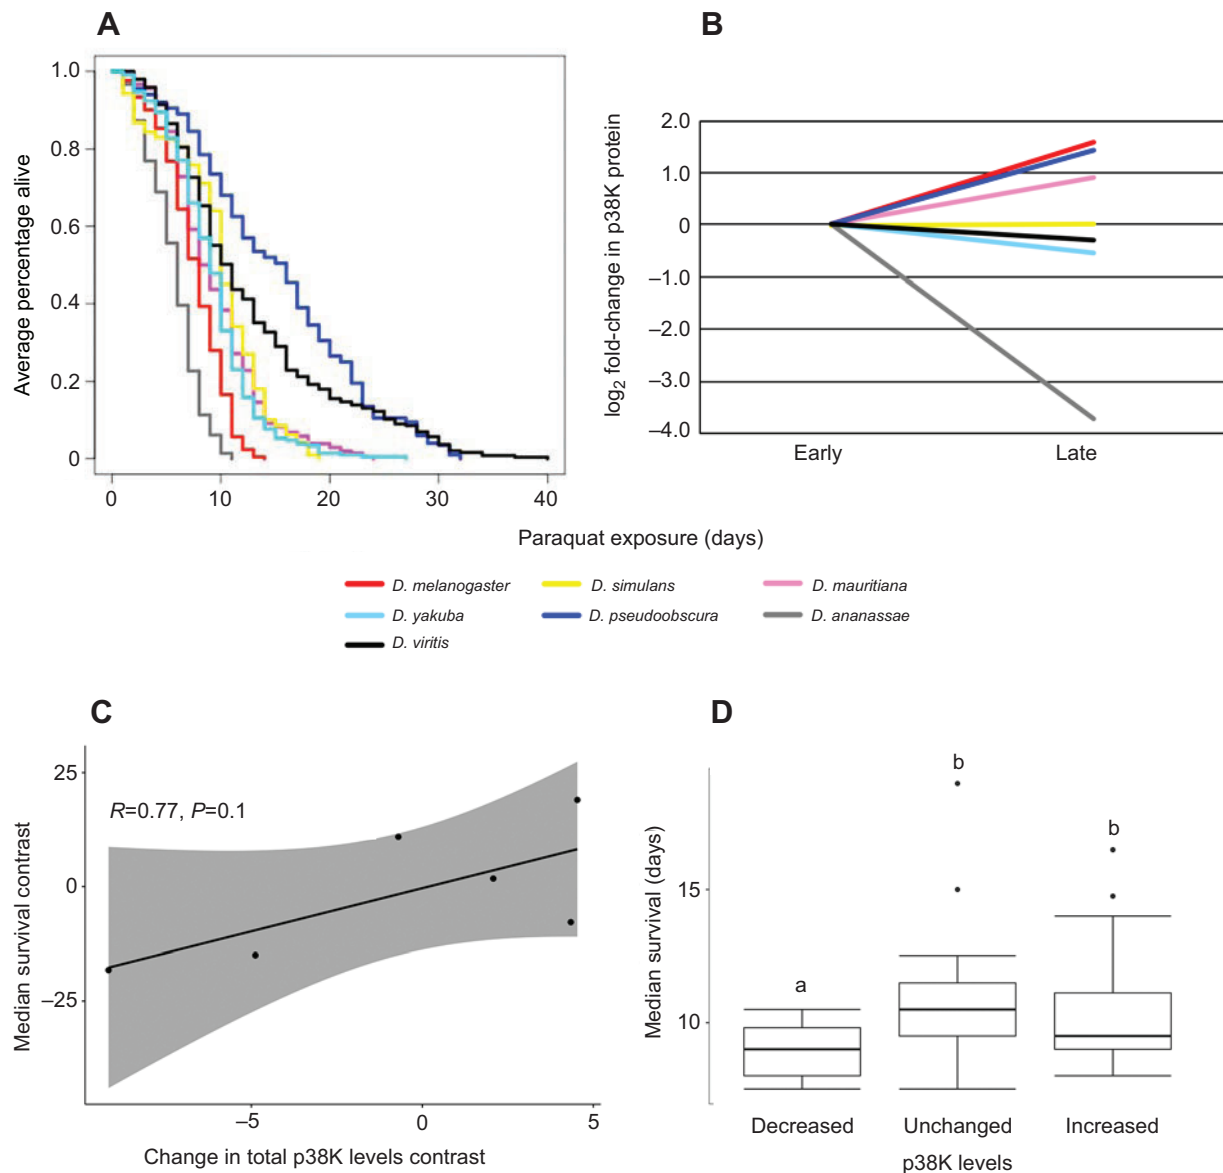 A
Average percentage alive
1.0
0.8
0.6
0.4
0.2
0
0
10
20
30
40
B
log2 fold-change in p38K protein
2.0
1.0
0
–1.0
–2.0
–3.0
–4.0
Early
Late
Paraquat exposure (days)
D. melanogaster
D. simulans
D. mauritiana
D. yakuba
D. pseudoobscura
D. ananassae
D. viritis
C
Median survival contrast
25
0
–25
R=0.77, P=0.1
–5
0
5
Change in total p38K levels contrast
D
Median survival (days)
15
10
a
b
b
Decreased
Unchanged
Increased
p38K levels